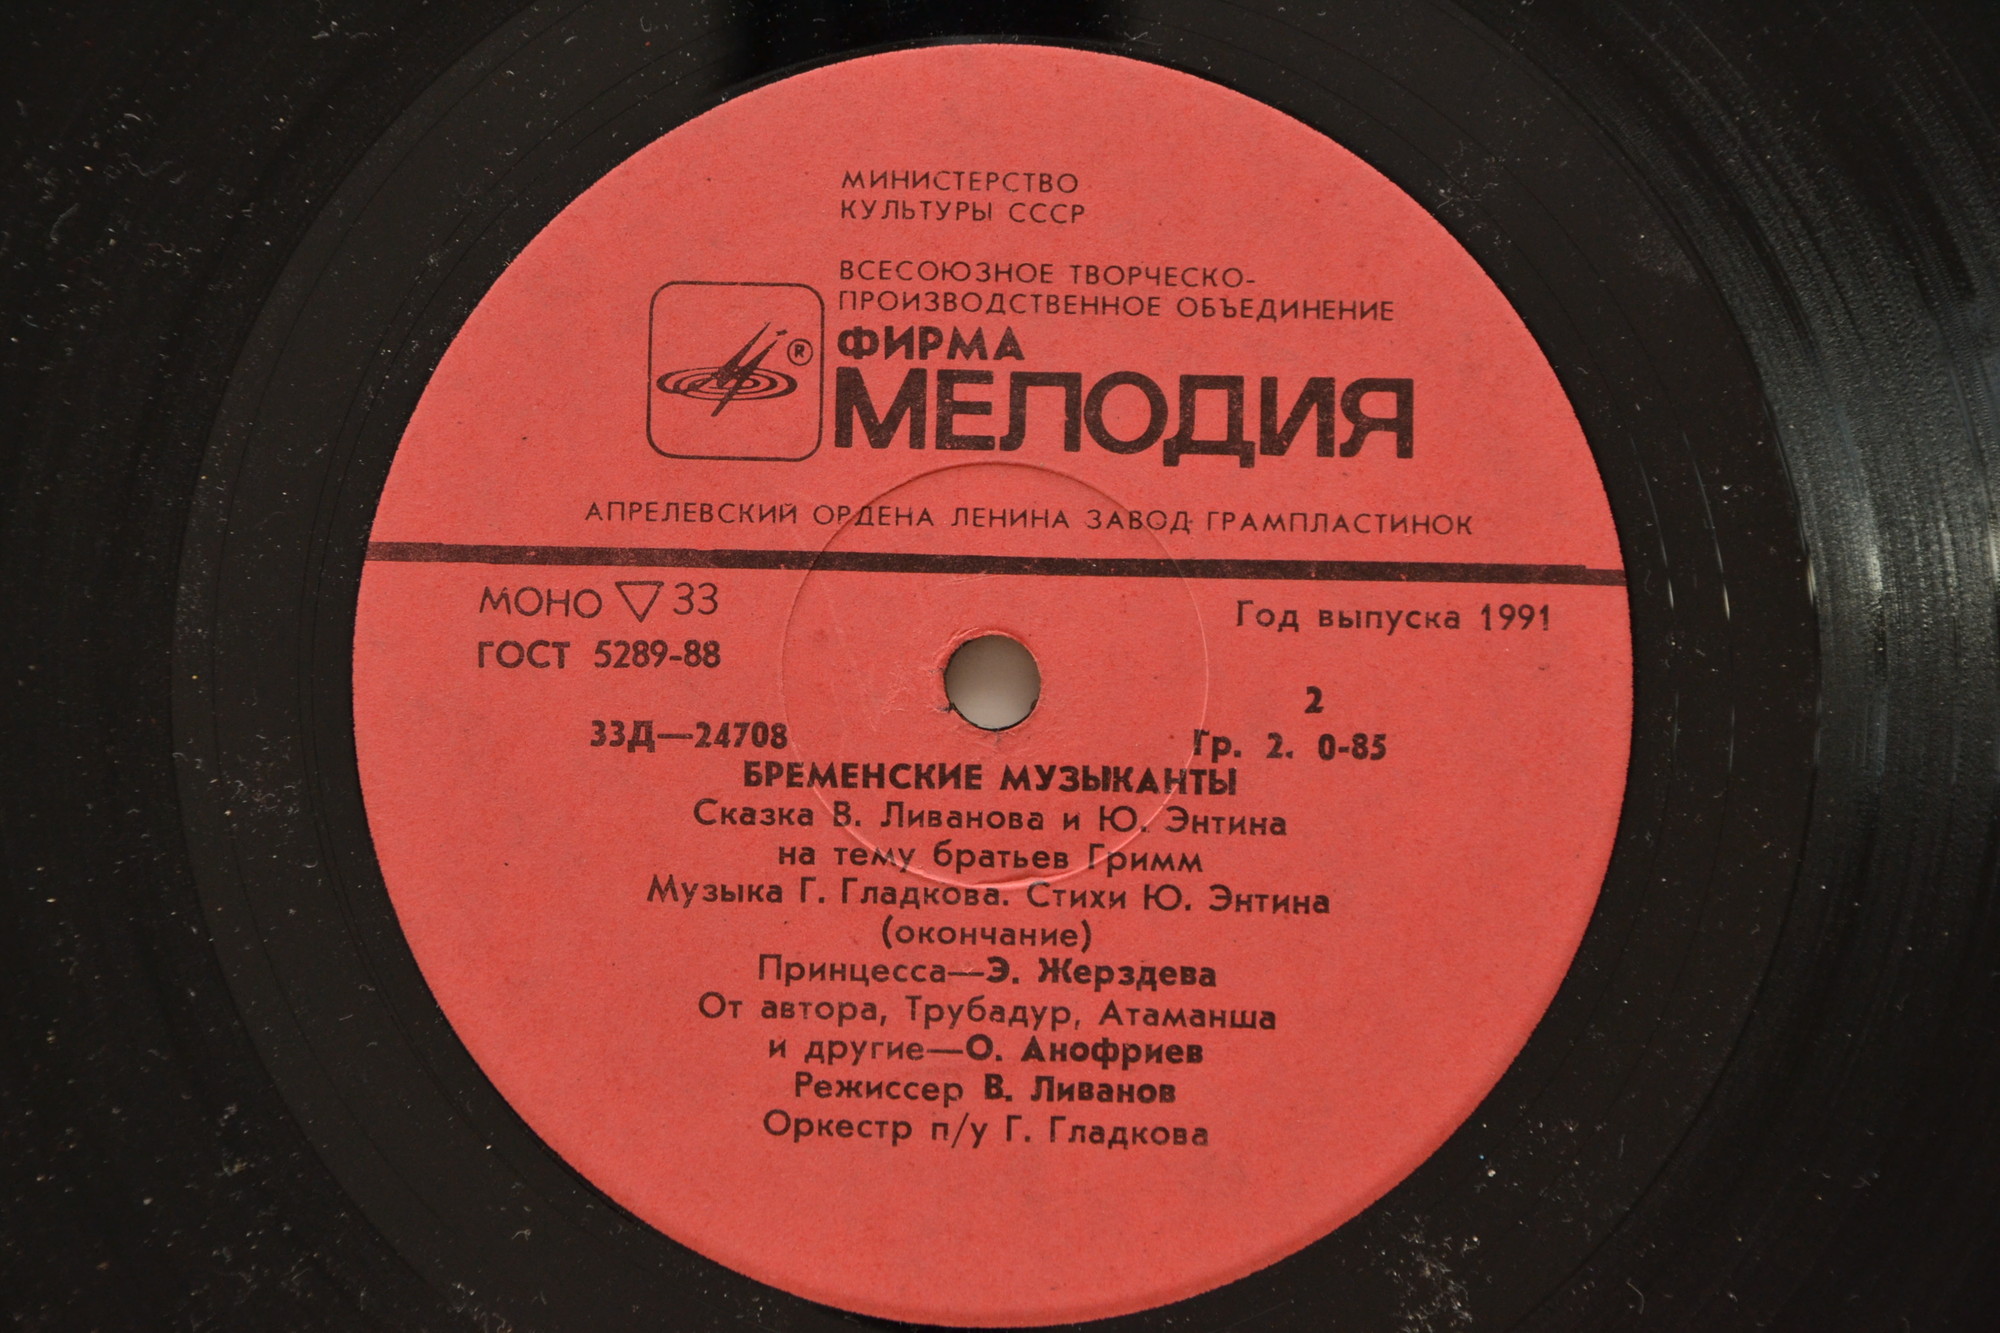 МИНИСТЕРСТВО
КУЛЬТУРЫ СССР
ВСЕСОЮЗНОЕ ТВОРЧЕСКО-
ПРОИЗВОДСТВЕННОЕ ОБЪЕДИНЕНИЕ
®
ФИРМА
МЕЛОДИЯ
АПРЕЛЕВСКИЙ ОРДЕНА ЛЕНИНА ЗАВОД ГРАМПЛАСТИНОК
МОНО ▽ 33
Год выпуска 1991
ГОСТ 5289-88
2
33Д—24708
Гр. 2. 0-85
БРЕМЕНСКИЕ МУЗЫКАНТЫ
Сказка В. Ливанова и Ю. Энтина
на тему братьев Гримм
Музыка Г. Гладкова. Стихи Ю. Энтина
(окончание)
Принцесса—Э. Жерздева
От автора, Трубадур, Атаманша
и другие—О. Анофриев
Режиссер В. Ливанов
Оркестр п/у Г. Гладкова